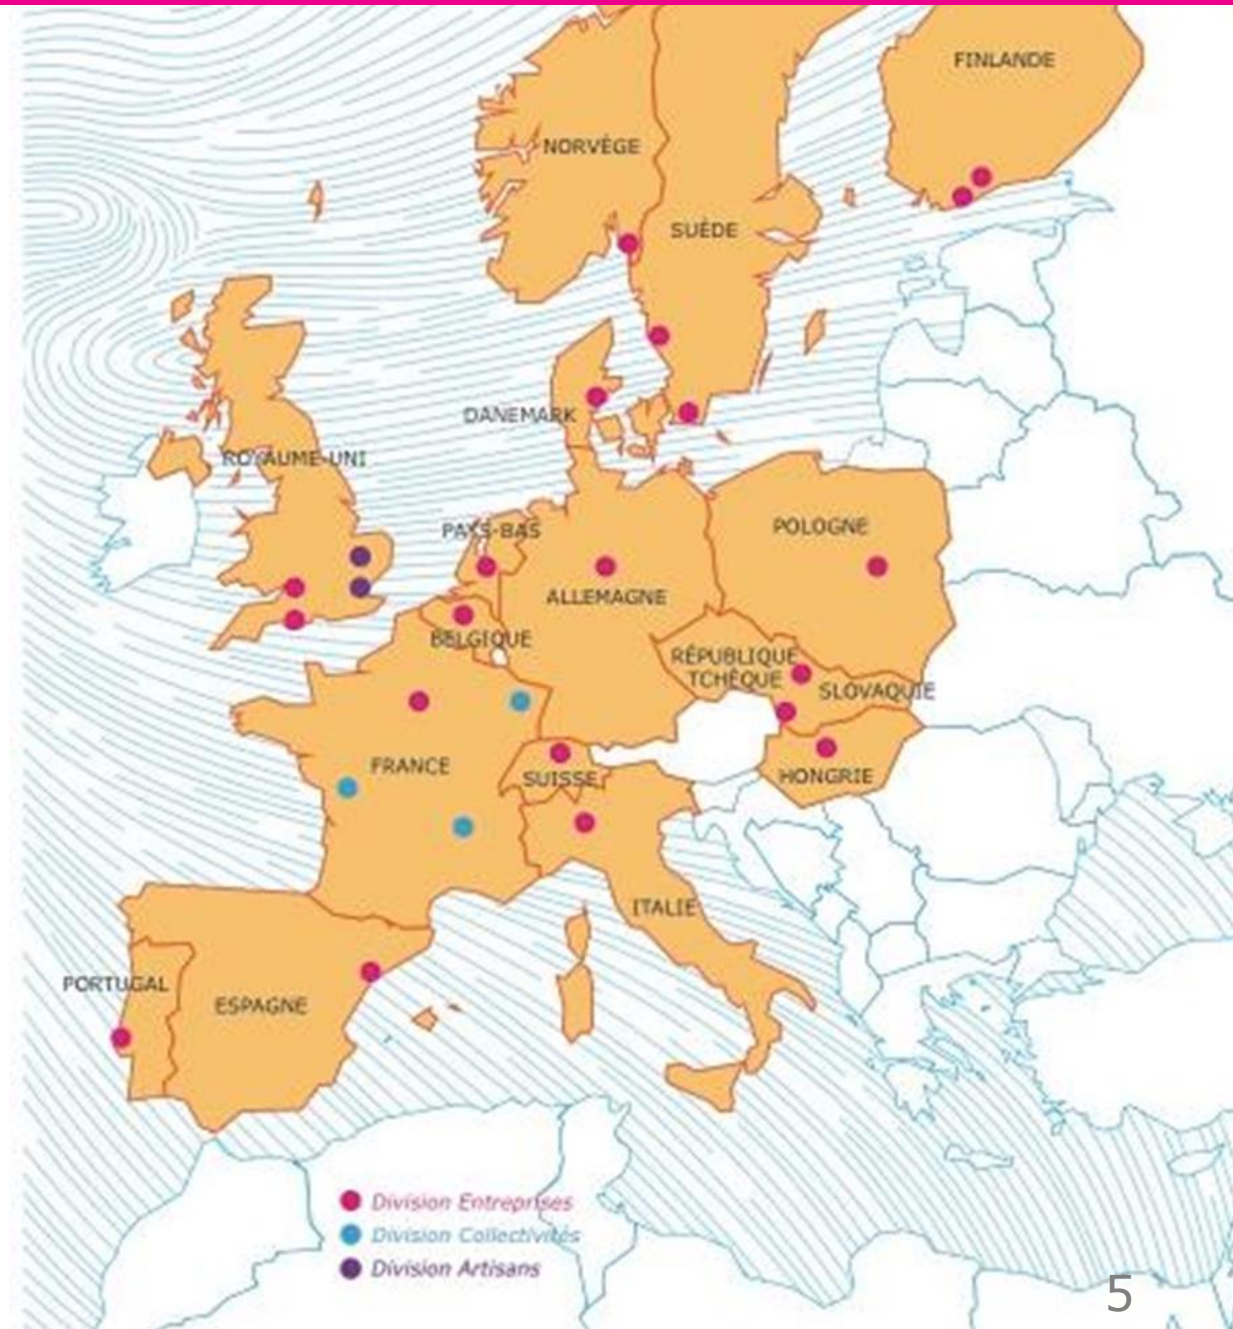 FINLANDE
NORVÈGE
SUÈDE
DANEMARK
ROYAUME-UNI
PAYS-BAS
POLOGNE
ALLEMAGNE
BELGIQUE
RÉPUBLIQUE
TCHÈQUE
SLOVAQUIE
FRANCE
SUISSE
HONGRIE
ITALIE
PORTUGAL
ESPAGNE
Division Entreprises
Division Collectivités
Division Artisans
5